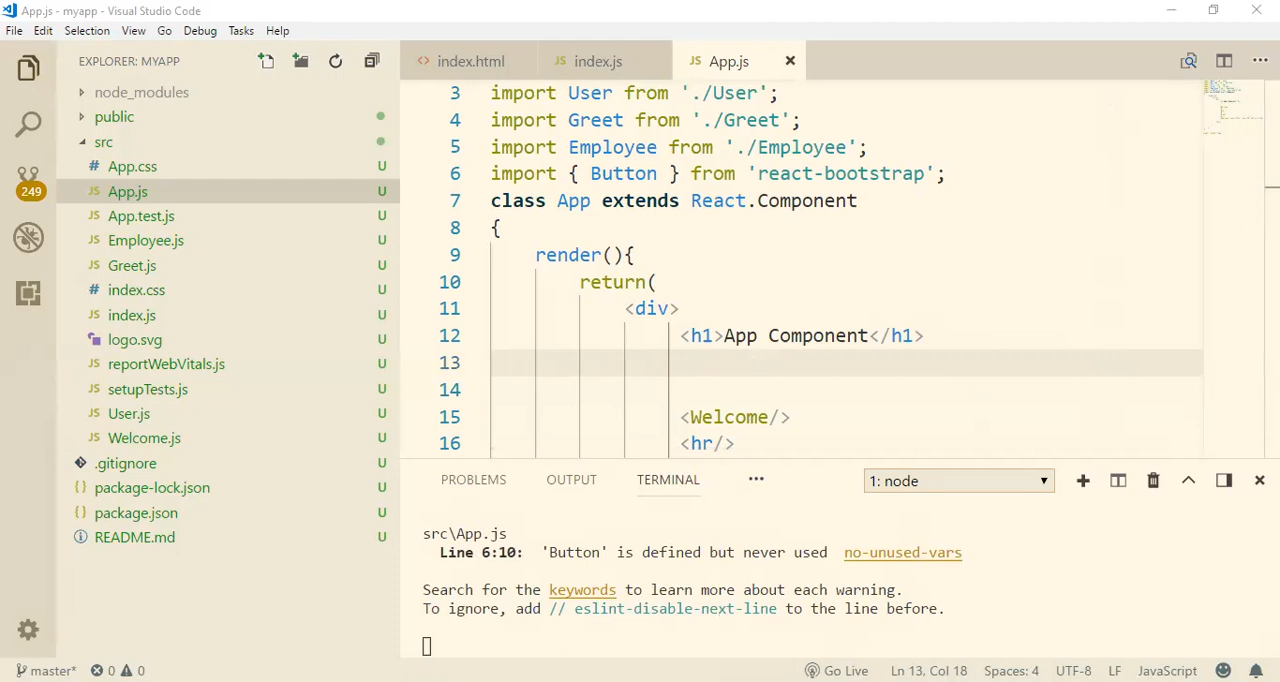 App.js - myapp - Visual Studio Code
File Edit Selection View Go Debug Tasks Help
EXPLORER: MYAPP
node_modules
public
src
# App.css U
JS App.js U
JS App.test.js U
JS Employee.js U
JS Greet.js U
# index.css U
JS index.js U
logo.svg U
JS reportWebVitals.js U
JS setupTests.js U
JS User.js U
JS Welcome.js U
.gitignore U
{} package-lock.json U
{} package.json U
README.md U
249
<> index.html
JS index.js
JS App.js
3 import User from './User';
4 import Greet from './Greet';
5 import Employee from './Employee';
6 import { Button } from 'react-bootstrap';
7 class App extends React.Component
8 {
9 render(){
10 return(
11 <div>
12 <h1>App Component</h1>
13
14
15 <Welcome/>
16 <hr/>
PROBLEMS OUTPUT TERMINAL ••• 1: node
src\App.js
Line 6:10: 'Button' is defined but never used no-unused-vars
Search for the keywords to learn more about each warning.
To ignore, add // eslint-disable-next-line to the line before.
master* 0 0 Go Live Ln 13, Col 18 Spaces: 4 UTF-8 LF JavaScript